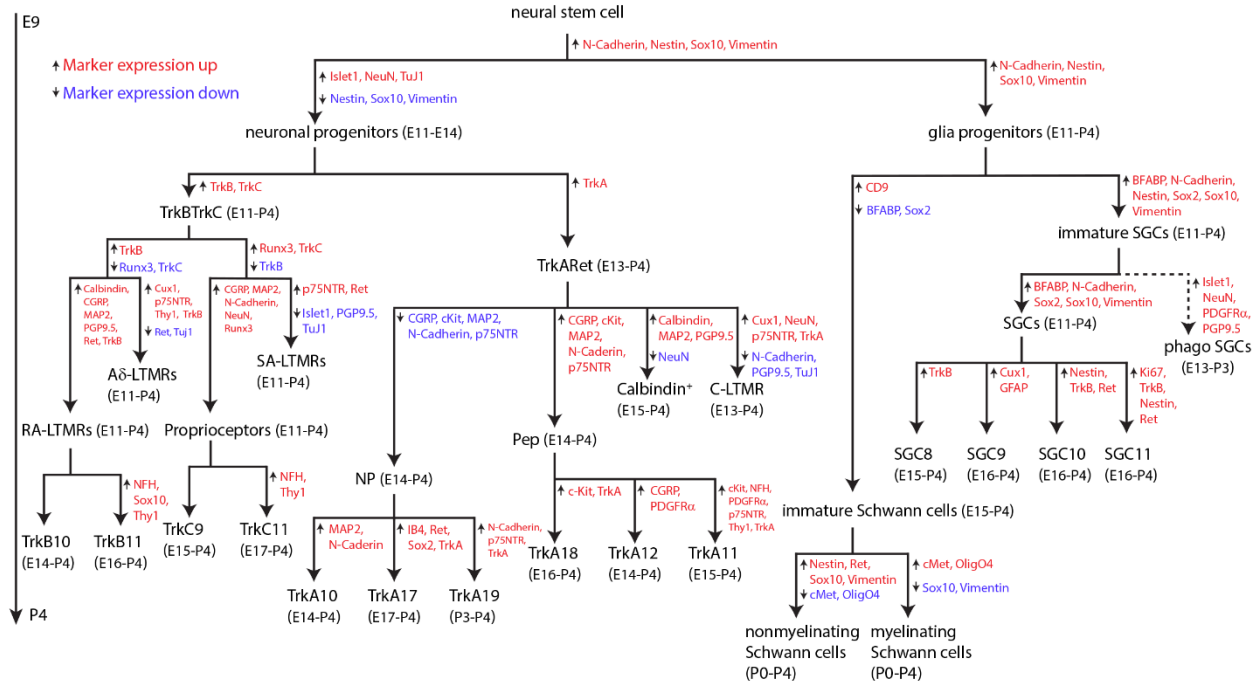 E9
neural stem cell
N-Cadherin, Nestin, Sox10, Vimentin
Marker expression up
Marker expression down
Islet1, NeuN, TuJ1
Nestin, Sox10, Vimentin
N-Cadherin, Nestin,
Sox10, Vimentin
neuronal progenitors (E11-E14)
glia progenitors (E11-P4)
TrkB, TrkC
TrkA
CD9
BFABP, Sox2
BFABP, N-Cadherin,
Nestin, Sox2, Sox10,
Vimentin
TrkBTrkC (E11-P4)
TrkARet (E13-P4)
immature SGCs
(E11-P4)
TrkB
Runx3, TrkC
Runx3, TrkC
TrkB
Calbindin,
CGRP,
MAP2,
PGP9.5,
Ret, TrkB
Cux1,
p75NTR,
Thy1, TrkB
Ret, Tuj1
CGRP, MAP2,
N-Cadherin,
NeuN,
Runx3
p75NTR, Ret
Islet1, PGP9.5,
TuJ1
CGRP, cKit, MAP2,
N-Cadherin, p75NTR
CGRP, cKit,
MAP2,
N-Caderin,
p75NTR
Calbindin,
MAP2, PGP9.5
NeuN
Cux1, NeuN,
p75NTR, TrkA
N-Cadherin,
PGP9.5, TuJ1
BFABP, N-Cadherin,
Sox2, Sox10, Vimentin
Islet1,
NeuN,
PDGFRα,
PGP9.5
SGCs
(E11-P4)
phago SGCs
(E13-P3)
Aδ-LTMRs
(E11-P4)
SA-LTMRs
(E11-P4)
Calbindin+
(E15-P4)
C-LTMR
(E13-P4)
TrkB
Cux1,
GFAP
Nestin,
TrkB, Ret
Ki67,
TrkB,
Nestin,
Ret
RA-LTMRs (E11-P4)
Proprioceptors (E11-P4)
Pep (E14-P4)
SGC8
(E15-P4)
SGC9
(E16-P4)
SGC10
(E16-P4)
SGC11
(E16-P4)
NP (E14-P4)
NFH,
Sox10,
Thy1
NFH,
Thy1
c-Kit, TrkA
CGRP,
PDGFRα
cKit, NFH,
PDGFRα,
p75NTR,
Thy1, TrkA
immature Schwann cells (E15-P4)
TrkB10
(E14-P4)
TrkB11
(E16-P4)
TrkC9
(E15-P4)
TrkC11
(E17-P4)
MAP2,
N-Caderin
IB4, Ret,
Sox2, TrkA
N-Cadherin,
p75NTR,
TrkA
TrkA18
(E16-P4)
TrkA12
(E14-P4)
TrkA11
(E15-P4)
Nestin, Ret,
Sox10, Vimentin
cMet, OligO4
cMet, OligO4
Sox10, Vimentin
TrkA10
(E14-P4)
TrkA17
(E17-P4)
TrkA19
(P3-P4)
P4
nonmyelinating
Schwann cells
(P0-P4)
myelinating
Schwann cells
(P0-P4)